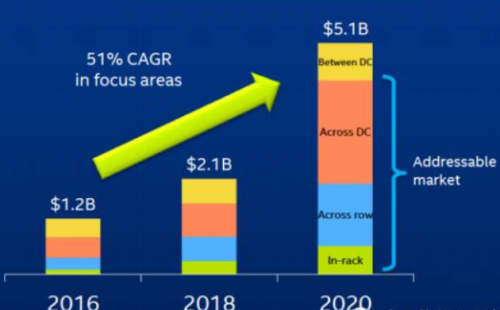 $5.1B
51% CAGR
in focus areas
Between DC
Across DC
$2.1B
Addressable
market
$1.2B
Across row
In-rack
2016
2018
2020